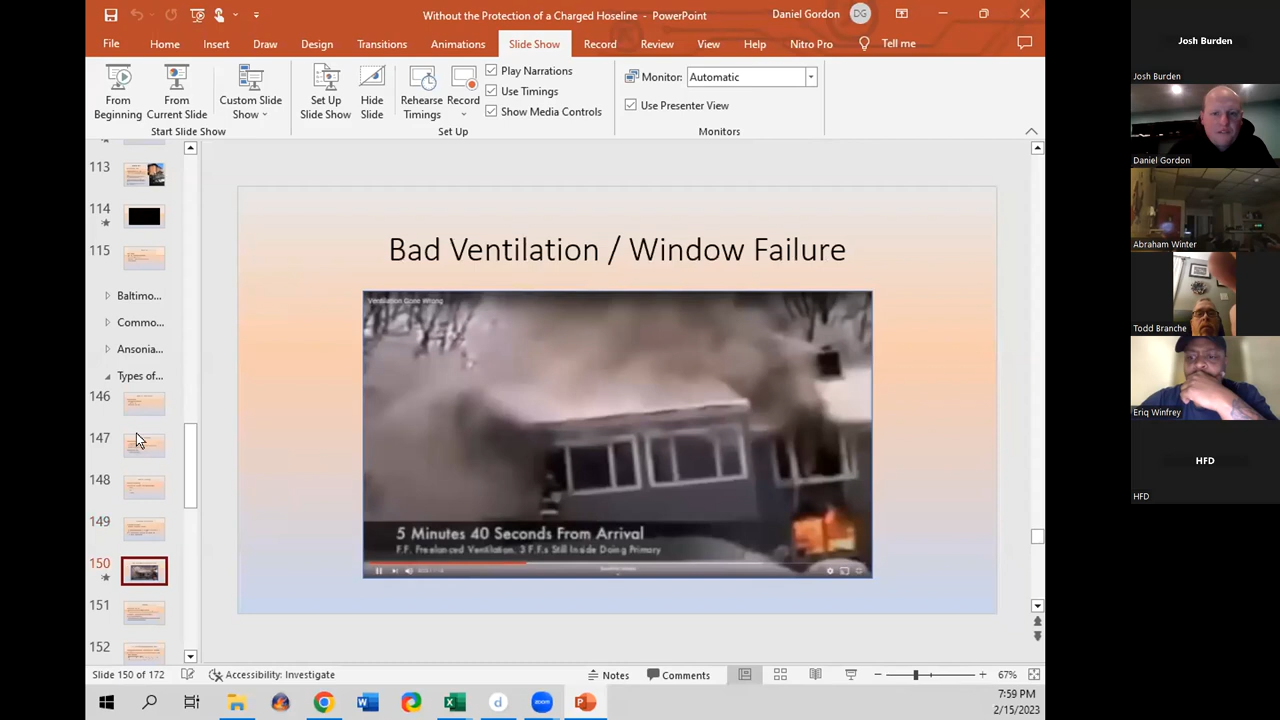 Without the Protection of a Charged Hoseline - PowerPoint
Daniel Gordon
DG
File
Home
Insert
Draw
Design
Transitions
Animations
Slide Show
Record
Review
View
Help
Nitro Pro
Tell me
From Beginning
From Current Slide
Custom Slide Show
Start Slide Show
Set Up Slide Show
Hide Slide
Rehearse Timings
Record
Play Narrations
Use Timings
Show Media Controls
Set Up
Monitor:
Automatic
Use Presenter View
Monitors
113
114
115
Baltimo...
Commo...
Ansonia...
Types of...
146
147
148
149
150
151
152
Bad Ventilation / Window Failure
Ventilation Gone Wrong
5 Minutes 40 Seconds From Arrival
F.F. Freelanced Ventilation. 3 F.F.s Still Inside Doing Primary
Slide 150 of 172
Accessibility: Investigate
Notes
Comments
67%
7:59 PM
2/15/2023
Josh Burden
Josh Burden
Daniel Gordon
Abraham Winter
Todd Branche
Eriq Winfrey
HFD
HFD